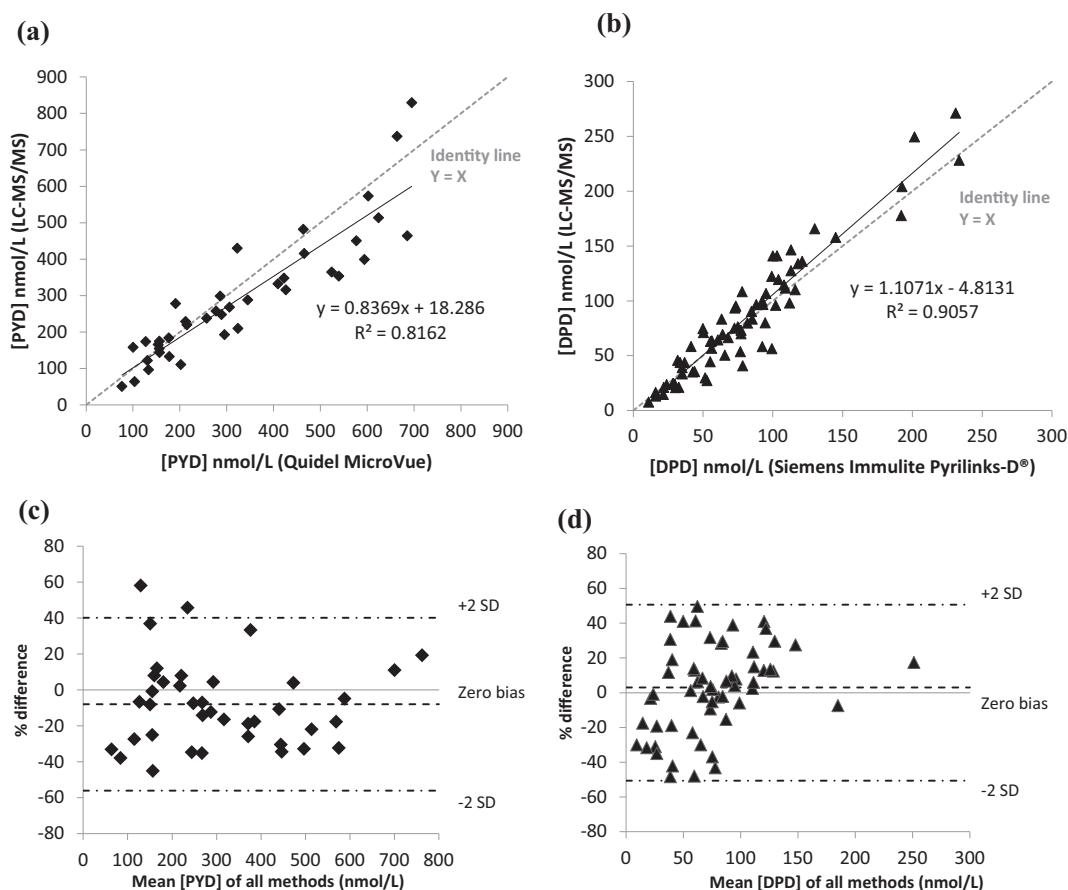 (a)
900
800
700
600
500
400
300
200
100
0
[PYD] nmol/L (LC-MS/MS)
Identity line
Y = X
y = 0.8369x + 18.286
R² = 0.8162
0 100 200 300 400 500 600 700 800 900
[PYD] nmol/L (Quidel MicroVue)
(b)
300
250
200
150
100
50
0
[DPD] nmol/L (LC-MS/MS)
Identity line
Y = X
y = 1.1071x - 4.8131
R² = 0.9057
0 50 100 150 200 250 300
[DPD] nmol/L (Siemens Immulite Pyrilinks-D®)
(c)
80
60
40
20
0
-20
-40
-60
-80
% difference
+2 SD
Zero bias
-2 SD
0 100 200 300 400 500 600 700 800
Mean [PYD] of all methods (nmol/L)
(d)
80
60
40
20
0
-20
-40
-60
-80
% difference
+2 SD
Zero bias
-2 SD
0 50 100 150 200 250 300
Mean [DPD] of all methods (nmol/L)